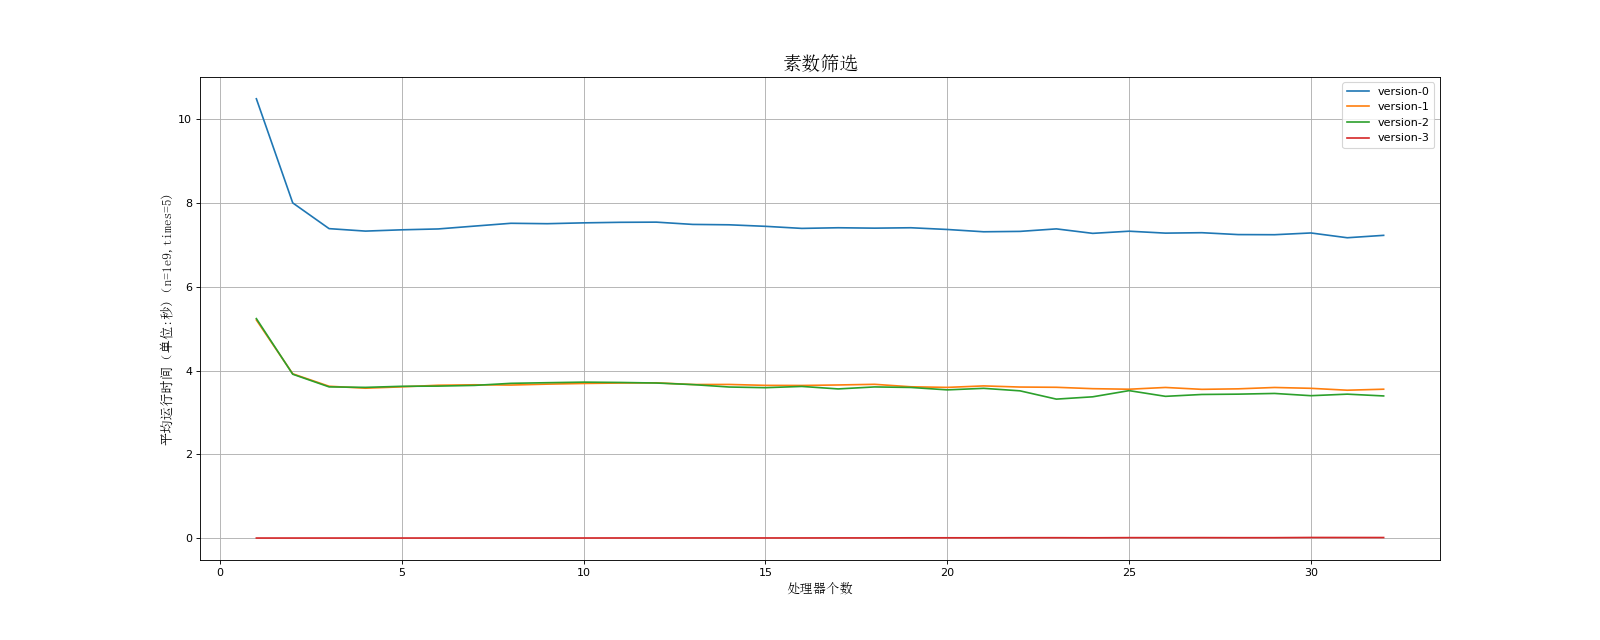 素数筛选
version-0
version-1
version-2
version-3
10
8
6
4
2
0
平均运行时间（单位:秒）(n=1e9,times=5)
0 5 10 15 20 25 30
处理器个数